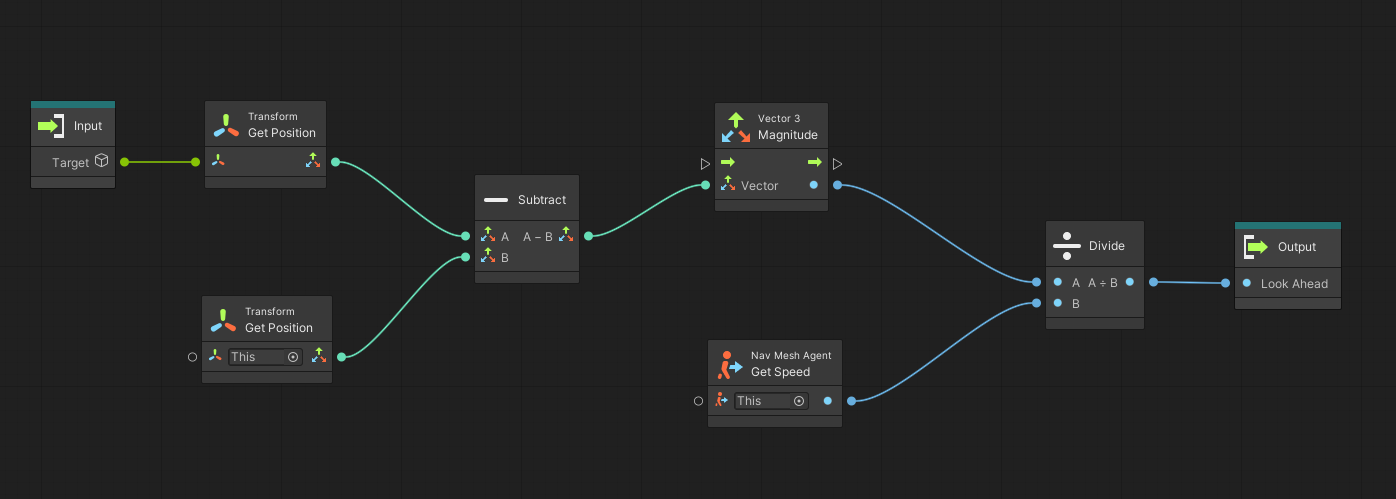 Input
Target
Transform
Get Position
Transform
Get Position
This
Subtract
A A − B
B
Vector 3
Magnitude
Vector
Nav Mesh Agent
Get Speed
This
Divide
A A ÷ B
B
Output
Look Ahead